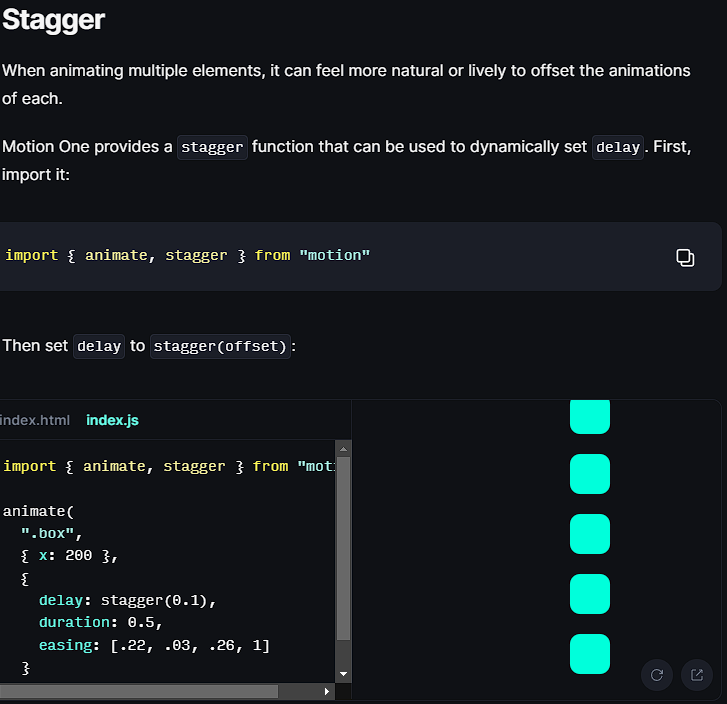 Stagger
When animating multiple elements, it can feel more natural or lively to offset the animations
of each.
Motion One provides a stagger function that can be used to dynamically set delay. First,
import it:
import { animate, stagger } from "motion"
Then set delay to stagger(offset):
index.html index.js
import { animate, stagger } from "moti
animate(
".box",
{ x: 200 },
{
delay: stagger(0.1),
duration: 0.5,
easing: [.22, .03, .26, 1]
}